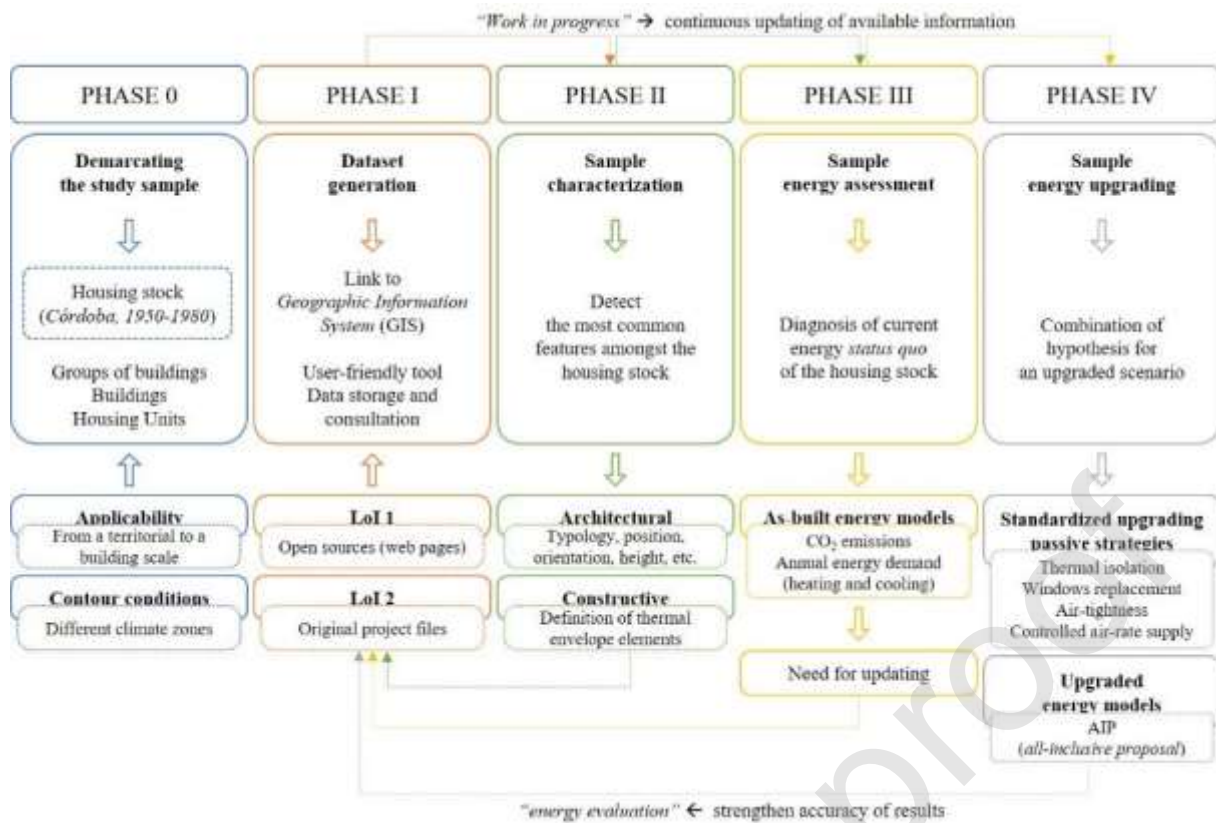 “Work in progress” → continuous updating of available information
PHASE 0
PHASE I
PHASE II
PHASE III
PHASE IV
Demarcating
the study sample
Housing stock
(Córdoba, 1950-1980)
Groups of buildings
Buildings
Housing Units
Dataset
generation
Link to
Geographic Information
System (GIS)
User-friendly tool
Data storage and
consultation
Sample
characterization
Detect
the most common
features amongst the
housing stock
Sample
energy assessment
Diagnosis of current
energy status quo
of the housing stock
Sample
energy upgrading
Combination of
hypothesis for
an upgraded scenario
Applicability
From a territorial to a
building scale
Contour conditions
Different climate zones
LoI 1
Open sources (web pages)
LoI 2
Original project files
Architectural
Typology, position,
orientation, height, etc.
Constructive
Definition of thermal
envelope elements
As-built energy models
CO₂ emissions
Annual energy demand
(heating and cooling)
Need for updating
Standardized upgrading
passive strategies
Thermal isolation
Windows replacement
Air-tightness
Controlled air-rate supply
Upgraded
energy models
AIP
(all-inclusive proposal)
“energy evaluation” ← strengthen accuracy of results
proof